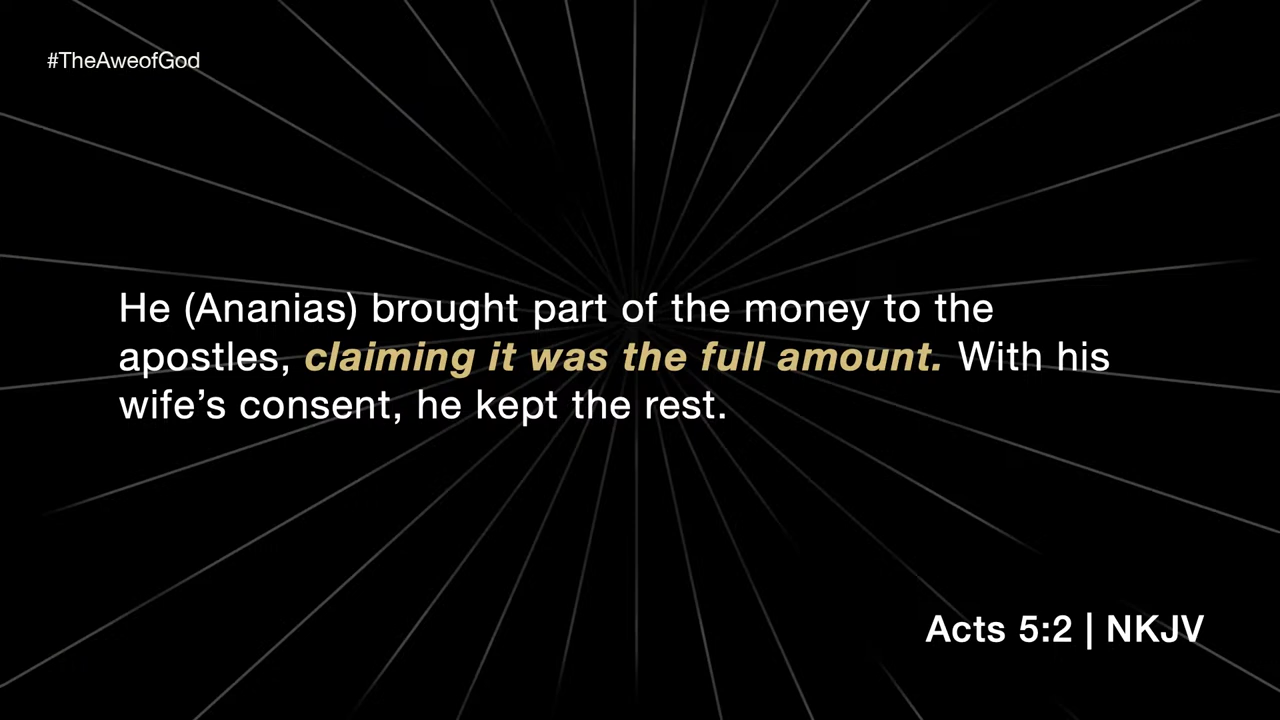 #TheAweofGod
He (Ananias) brought part of the money to the
apostles, claiming it was the full amount. With his
wife’s consent, he kept the rest.
Acts 5:2 | NKJV